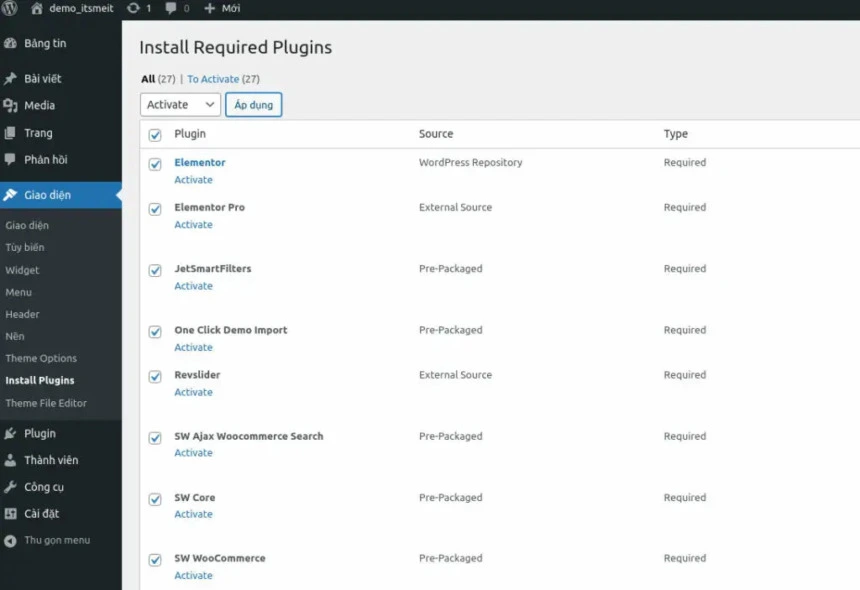 demo_itsmeit 1 0 Mới
Bảng tin
Bài viết
Media
Trang
Phản hồi
Giao diện
Giao diện
Tùy biến
Widget
Menu
Header
Nền
Theme Options
Install Plugins
Theme File Editor
Plugin
Thành viên
Công cụ
Cài đặt
Thu gọn menu
Install Required Plugins
All (27) | To Activate (27)
Activate Áp dụng
Plugin Source Type
Elementor WordPress Repository Required
Activate
Elementor Pro External Source Required
Activate
JetSmartFilters Pre-Packaged Required
Activate
One Click Demo Import Pre-Packaged Required
Activate
Revslider External Source Required
Activate
SW Ajax Woocommerce Search Pre-Packaged Required
Activate
SW Core Pre-Packaged Required
Activate
SW WooCommerce Pre-Packaged Required
Activate